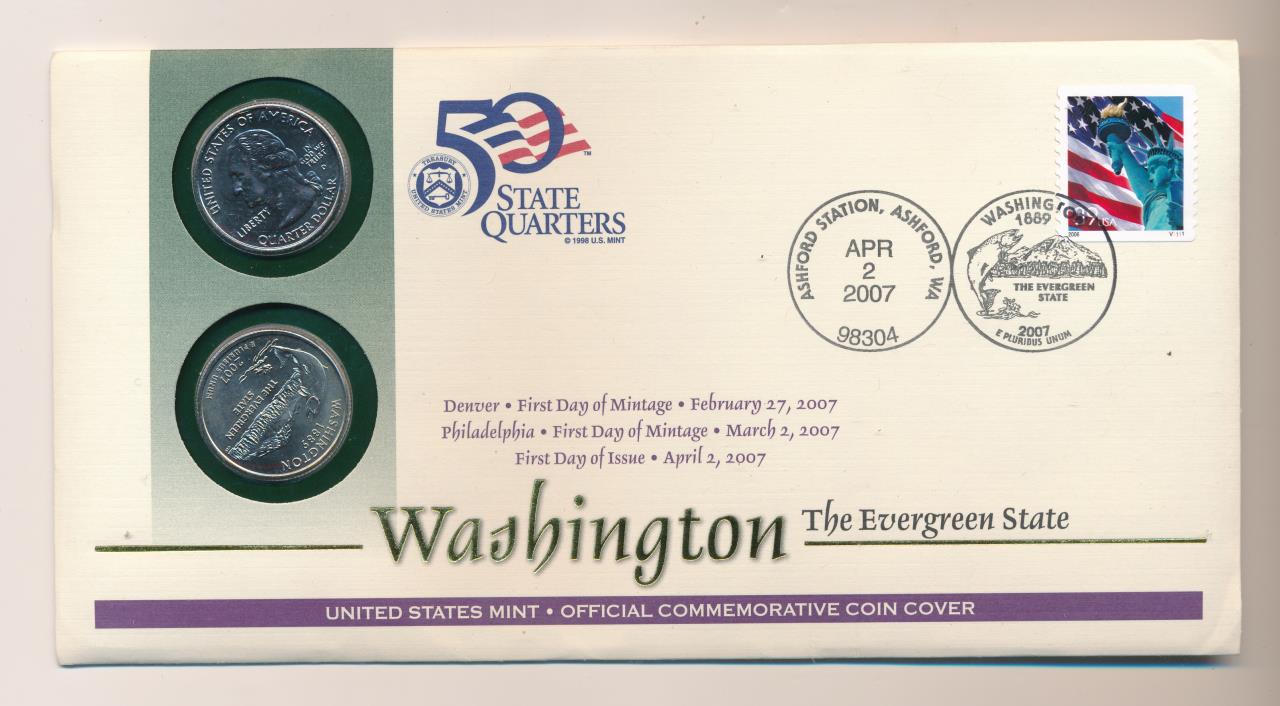 UNITED STATES OF AMERICA
IN GOD WE TRUST
LIBERTY
QUARTER DOLLAR
50
TREASURY
UNITED STATES MINT
STATE
QUARTERS
TM
© 1998 U.S. MINT
2006
USA
V1111
ASHFORD STATION, ASHFORD, WA
APR
2
2007
98304
WASHINGTON
1889
THE EVERGREEN
STATE
2007
E PLURIBUS UNUM
WASHINGTON
1889
THE EVERGREEN
STATE
2007
E PLURIBUS UNUM
Denver • First Day of Mintage • February 27, 2007
Philadelphia • First Day of Mintage • March 2, 2007
First Day of Issue • April 2, 2007
Washington
The Evergreen State
UNITED STATES MINT • OFFICIAL COMMEMORATIVE COIN COVER